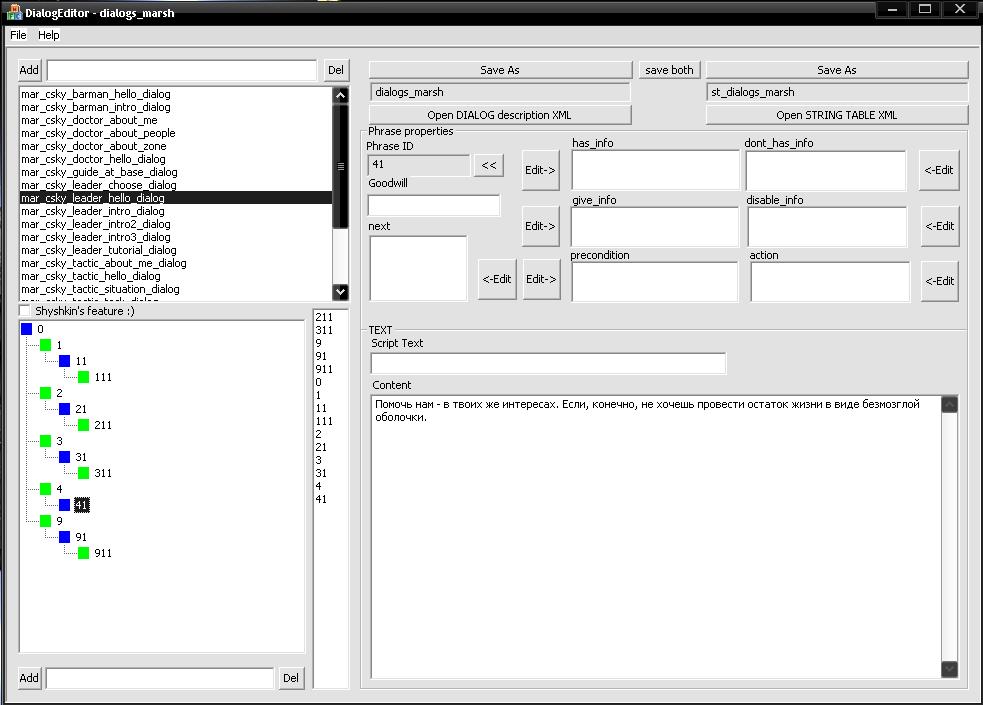 DialogEditor - dialogs_marsh
File Help
Add Del
mar_csky_barman_hello_dialog
mar_csky_barman_intro_dialog
mar_csky_doctor_about_me
mar_csky_doctor_about_people
mar_csky_doctor_about_zone
mar_csky_doctor_hello_dialog
mar_csky_guide_at_base_dialog
mar_csky_leader_choose_dialog
mar_csky_leader_hello_dialog
mar_csky_leader_intro_dialog
mar_csky_leader_intro2_dialog
mar_csky_leader_intro3_dialog
mar_csky_leader_tutorial_dialog
mar_csky_tactic_about_me_dialog
mar_csky_tactic_hello_dialog
mar_csky_tactic_situation_dialog
mar_csky_tactic_task_dialog
Shyshkin's feature :)
0
1
11
111
2
21
211
3
31
311
4
41
9
91
911
Add Del
211
311
9
91
911
0
1
11
111
2
21
3
31
4
41
Save As save both Save As
dialogs_marsh st_dialogs_marsh
Open DIALOG description XML Open STRING TABLE XML
Phrase properties
Phrase ID
41 <<
Goodwill
next
<-Edit
has_info dont_has_info
Edit-> <-Edit
give_info disable_info
Edit-> <-Edit
precondition action
Edit-> <-Edit
TEXT
Script Text
Content
Помочь нам - в твоих же интересах. Если, конечно, не хочешь провести остаток жизни в виде безмозглой
оболочки.